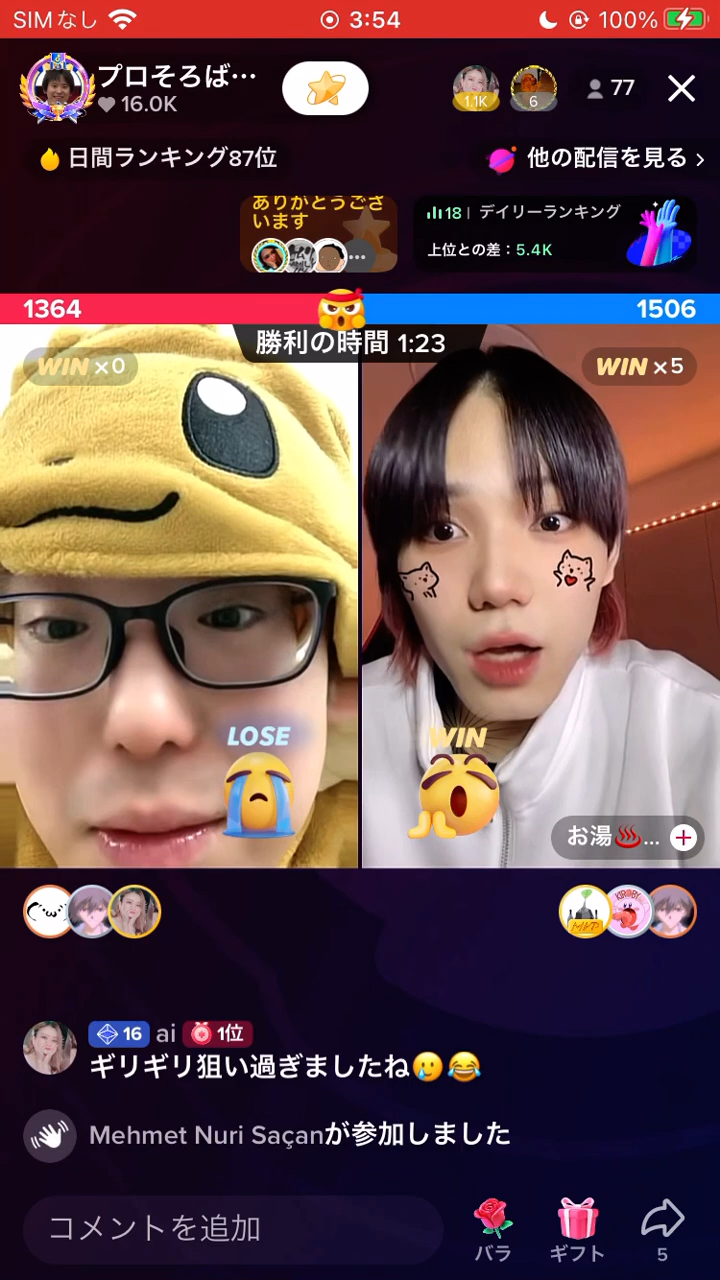 SIMなし 3:54 100%
プロそろば…
16.0K
1.1K
6
77
日間ランキング87位
他の配信を見る
ありがとうござ
います
18 | デイリーランキング
上位との差：5.4K
1364
1506
勝利の時間 1:23
WIN ×0
WIN ×5
LOSE
WIN
お湯♨️...
KIRBY
MVP
16 ai 1位
ギリギリ狙い過ぎましたね🥲😂
Mehmet Nuri Saçanが参加しました
コメントを追加
バラ
ギフト
5